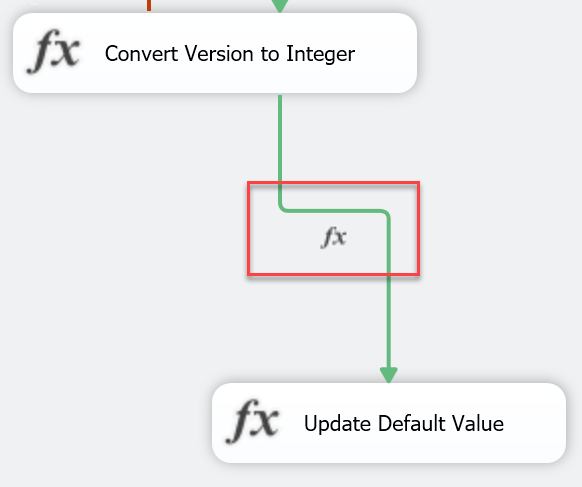 fx Convert Version to Integer
fx
fx Update Default Value